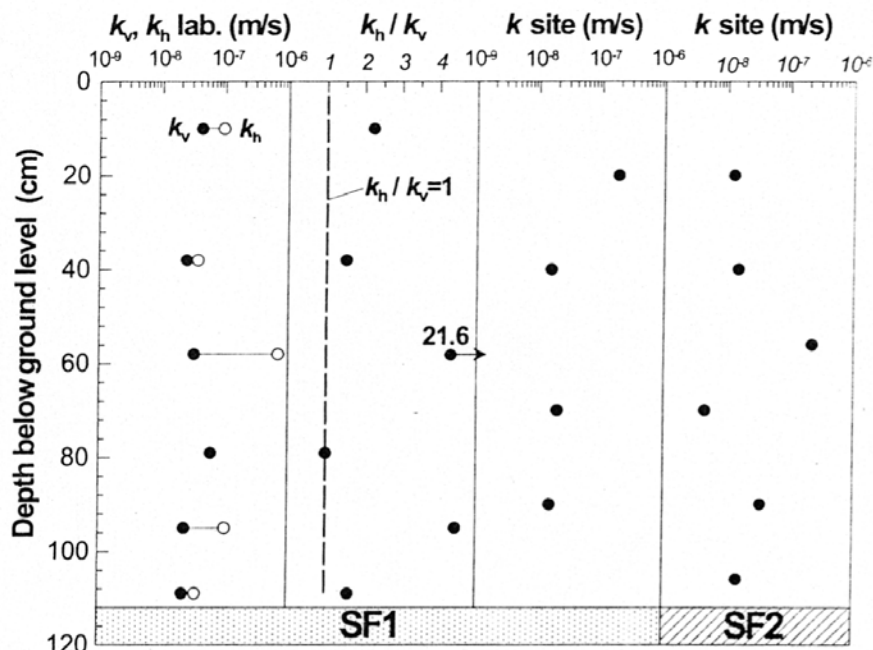 kv, kh lab. (m/s) kh / kv k site (m/s) k site (m/s)
10-9 10-8 10-7 10-6 1 2 3 4 10-9 10-8 10-7 10-6 10-8 10-7
0
20
40
60
80
100
120
Depth below ground level (cm)
kv kh
kh / kv=1
21.6
SF1 SF2